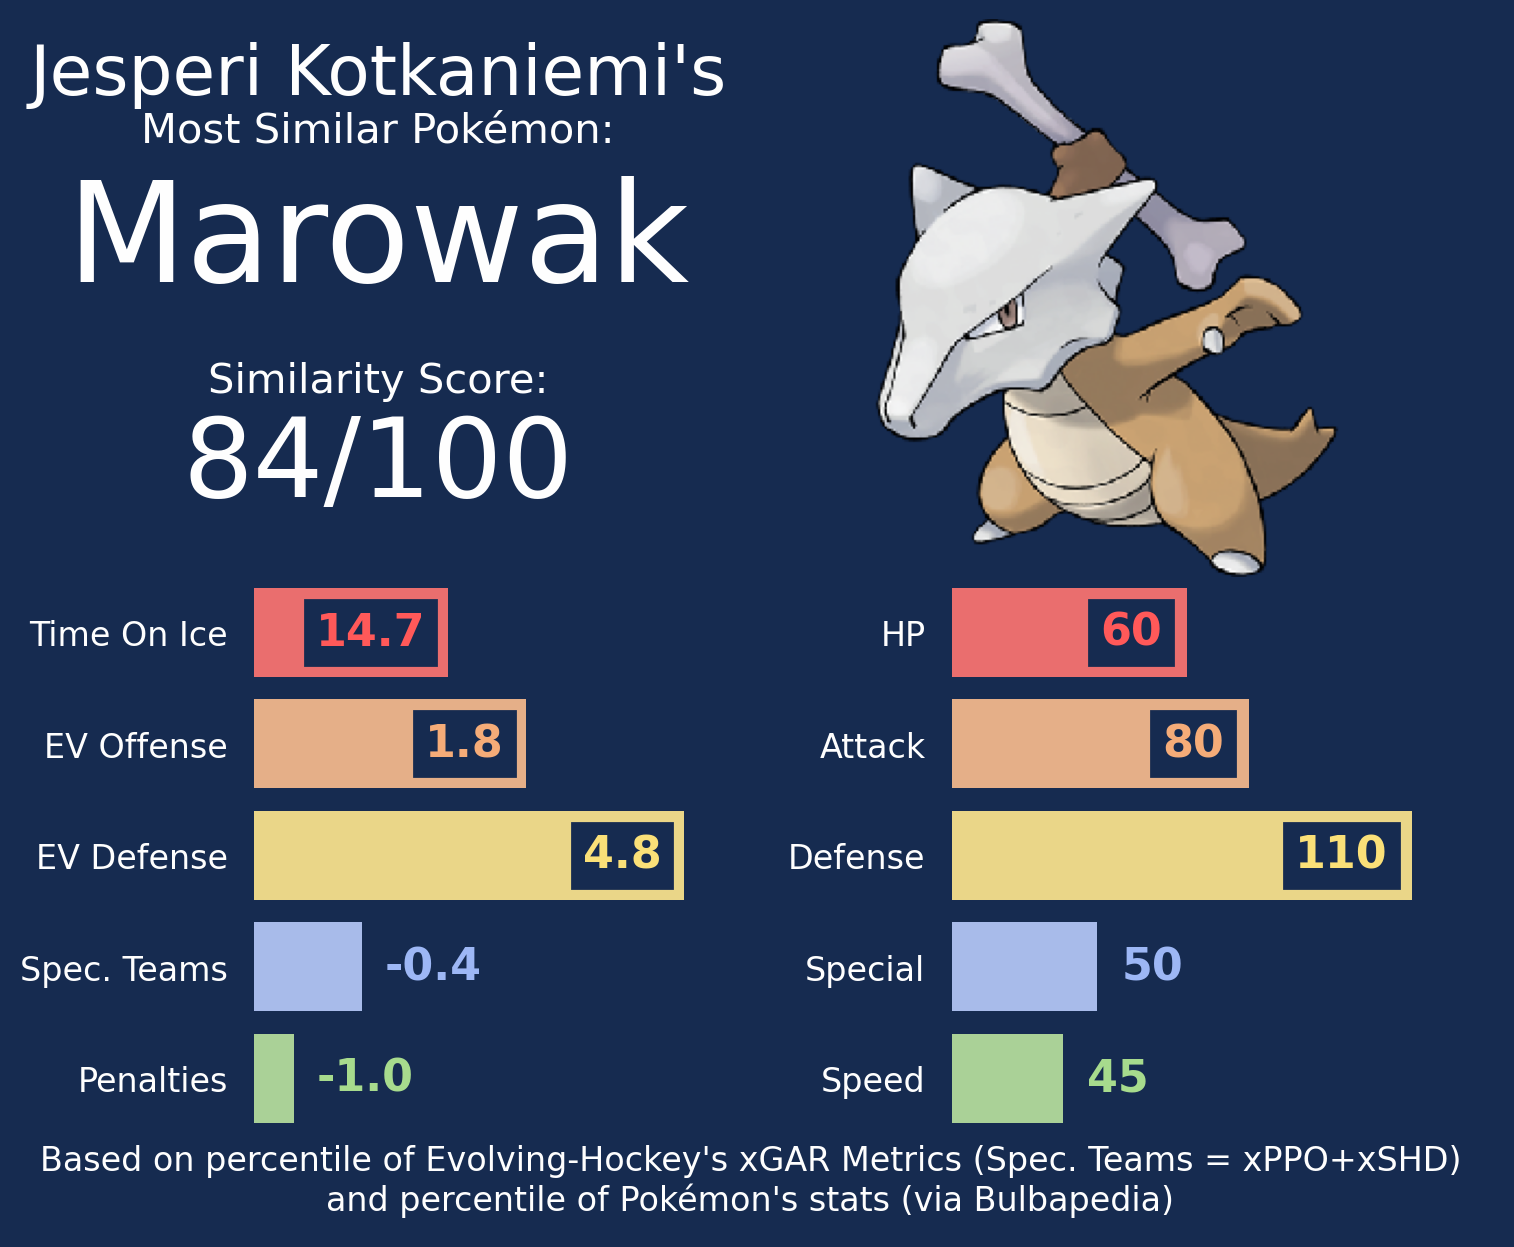 Jesperi Kotkaniemi's
Most Similar Pokémon:
Marowak
Similarity Score:
84/100
Time On Ice 14.7
EV Offense 1.8
EV Defense 4.8
Spec. Teams -0.4
Penalties -1.0
HP 60
Attack 80
Defense 110
Special 50
Speed 45
Based on percentile of Evolving-Hockey's xGAR Metrics (Spec. Teams = xPPO+xSHD)
and percentile of Pokémon's stats (via Bulbapedia)